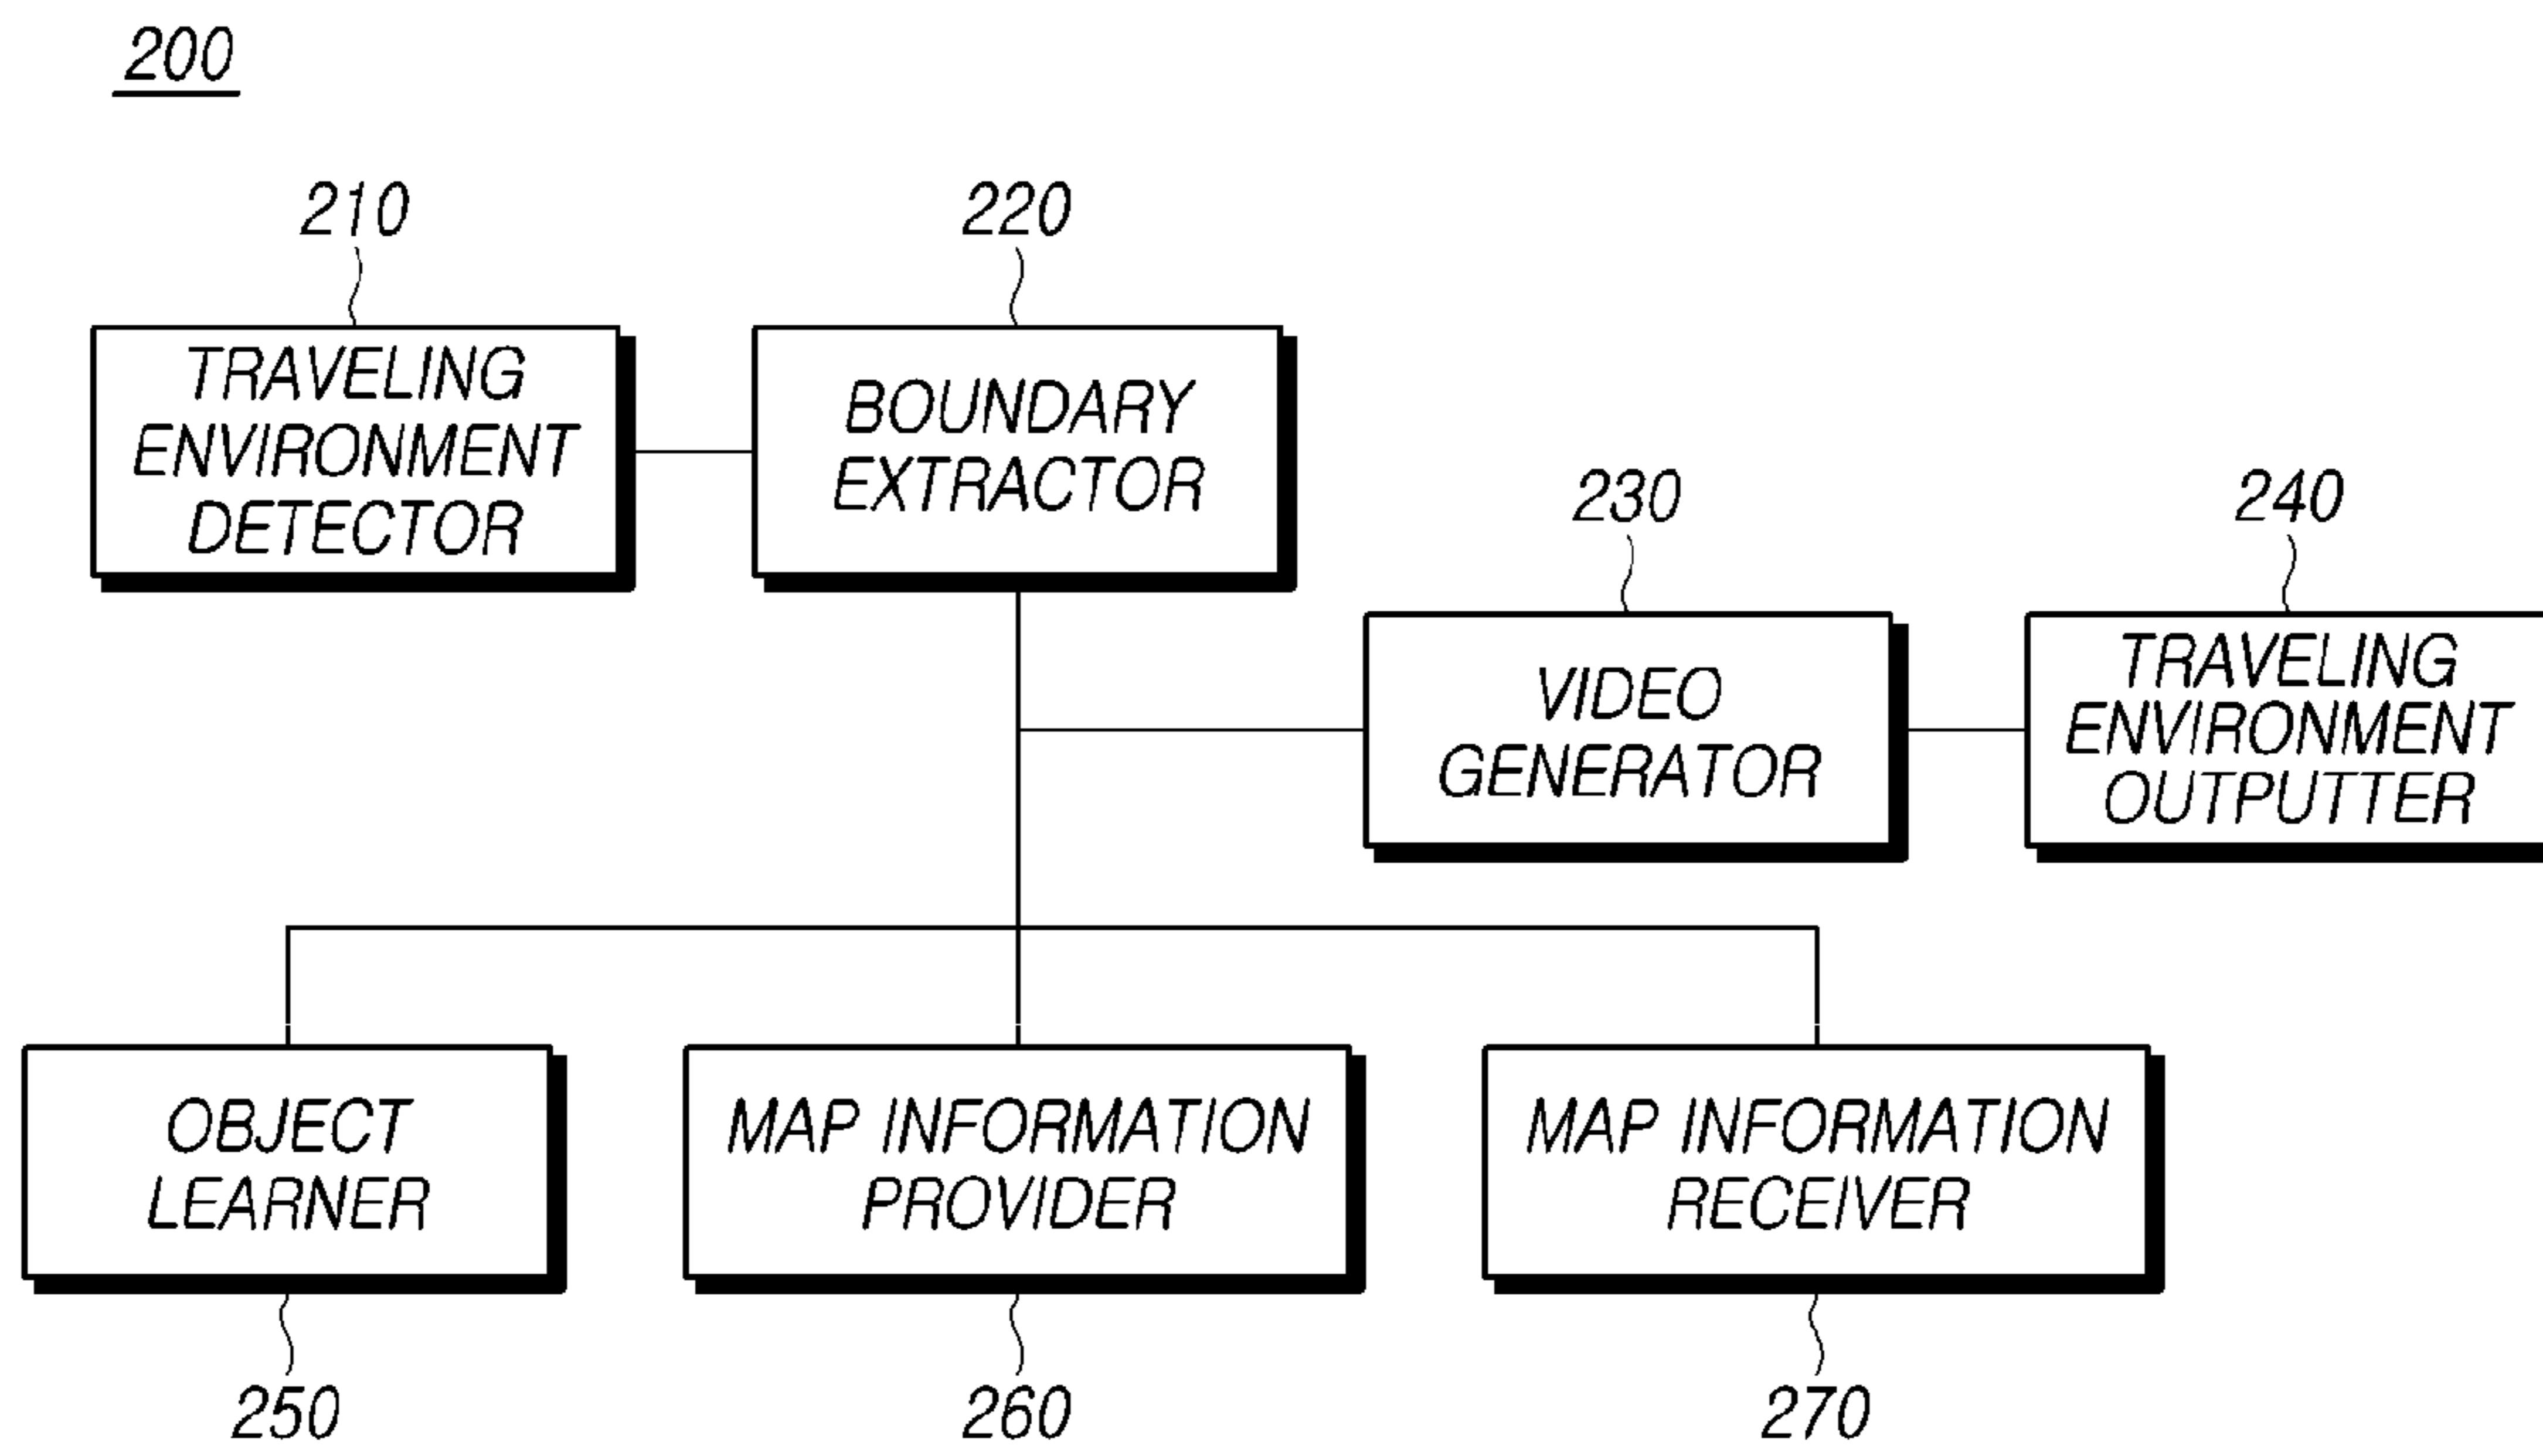 200
210
220
TRAVELING
ENVIRONMENT
DETECTOR
BOUNDARY
EXTRACTOR
230
240
VIDEO
GENERATOR
TRAVELING
ENVIRONMENT
OUTPUTTER
OBJECT
LEARNER
MAP INFORMATION
PROVIDER
MAP INFORMATION
RECEIVER
250
260
270